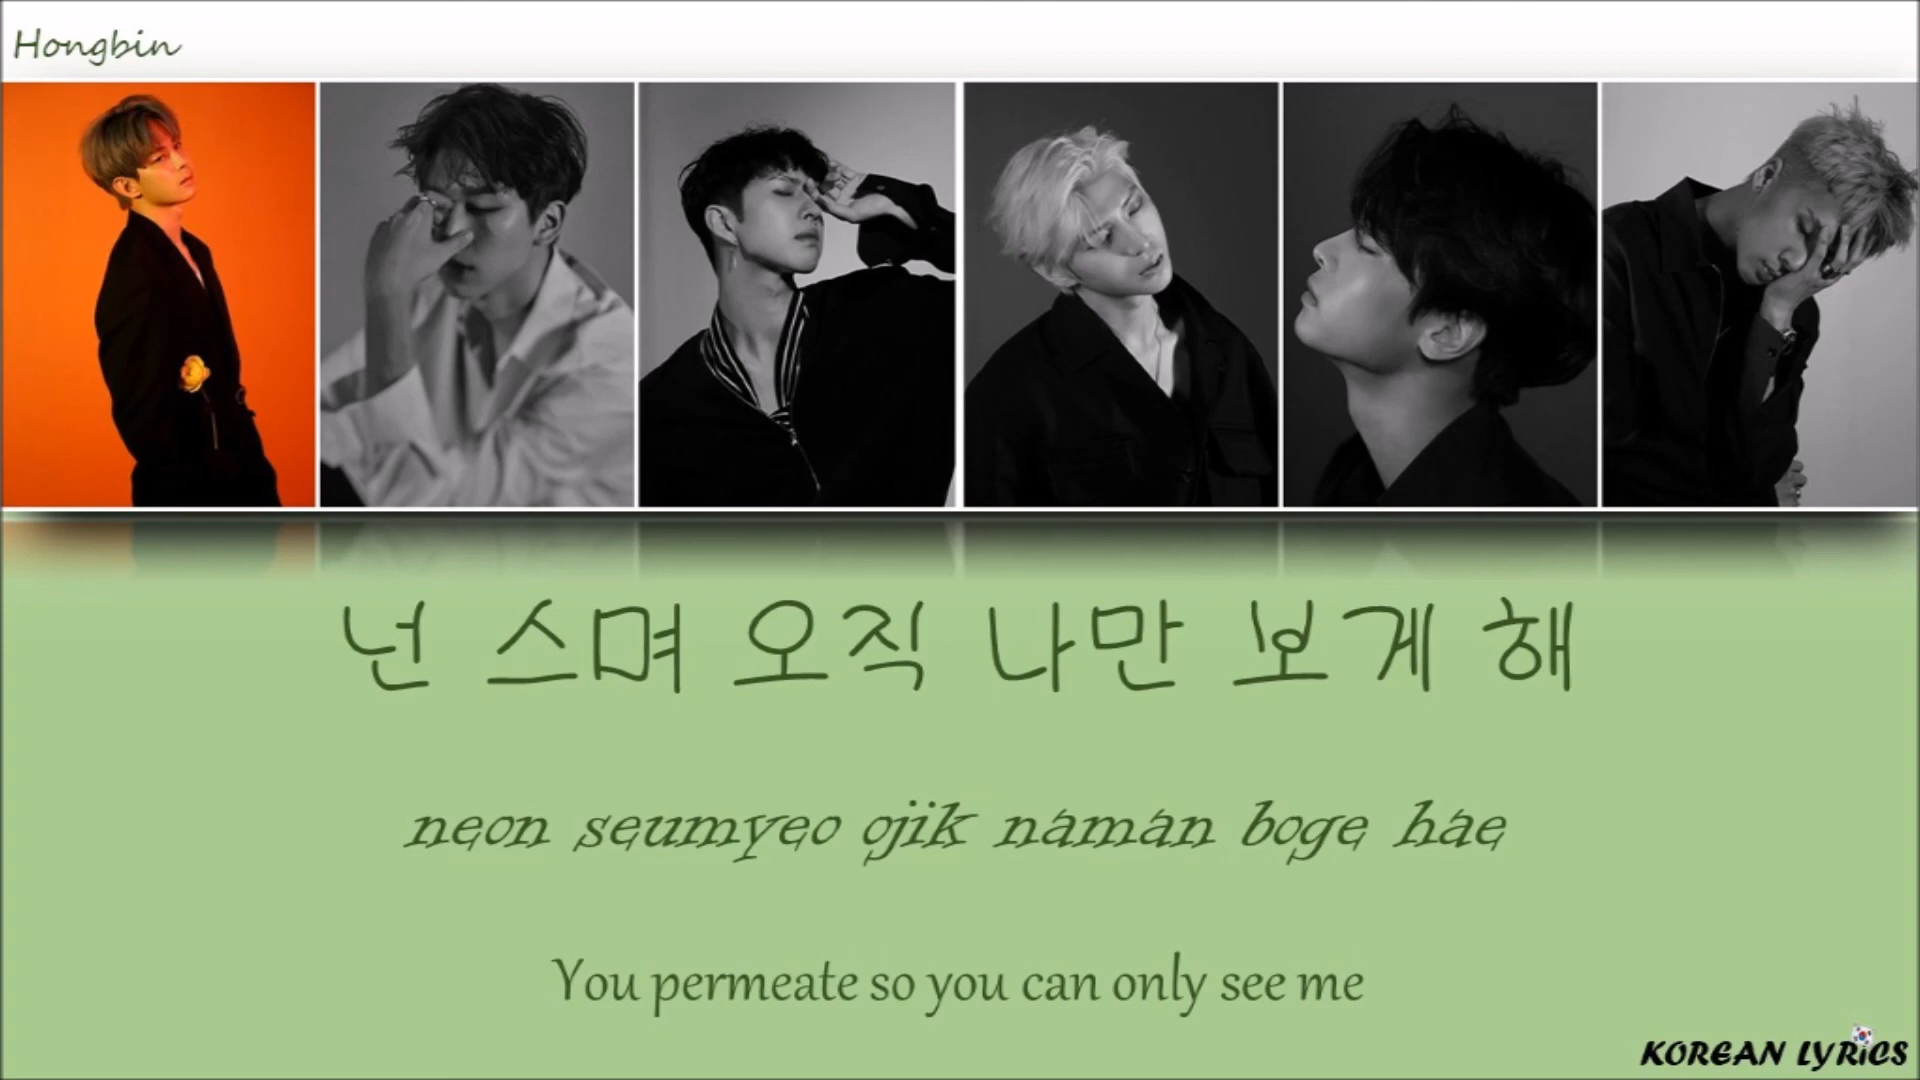 Hongbin
넌 스며 오직 나만 보게 해
neon seumyeo ojik naman boge hae
You permeate so you can only see me
KOREAN LYRICS